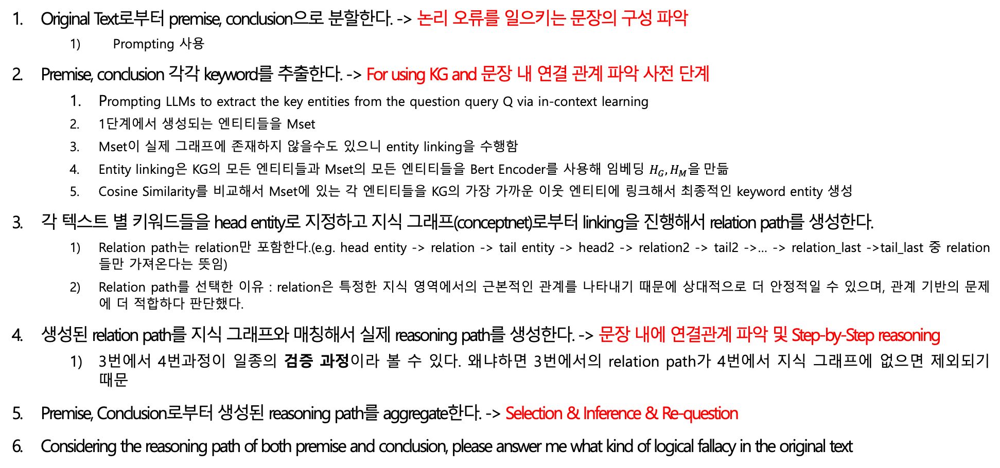 1. Original Text로부터 premise, conclusion으로 분할한다. -> 논리 오류를 일으키는 문장의 구성 파악
1) Prompting 사용
2. Premise, conclusion 각각 keyword를 추출한다. -> For using KG and 문장 내 연결 관계 파악 사전 단계
1. Prompting LLMs to extract the key entities from the question query Q via in-context learning
2. 1단계에서 생성되는 엔티티들을 Mset
3. Mset이 실제 그래프에 존재하지 않을수도 있으니 entity linking을 수행함
4. Entity linking은 KG의 모든 엔티티들과 Mset의 모든 엔티티들을 Bert Encoder를 사용해 임베딩 H_G, H_M을 만듦
5. Cosine Similarity를 비교해서 Mset에 있는 각 엔티티들을 KG의 가장 가까운 이웃 엔티티에 링크해서 최종적인 keyword entity 생성
3. 각 텍스트 별 키워드들을 head entity로 지정하고 지식 그래프(conceptnet)로부터 linking을 진행해서 relation path를 생성한다.
1) Relation path는 relation만 포함한다.(e.g. head entity -> relation -> tail entity -> head2 -> relation2 -> tail2 ->… -> relation_last ->tail_last 중 relation
들만 가져온다는 뜻임)
2) Relation path를 선택한 이유 : relation은 특정한 지식 영역에서의 근본적인 관계를 나타내기 때문에 상대적으로 더 안정적일 수 있으며, 관계 기반의 문제
에 더 적합하다 판단했다.
4. 생성된 relation path를 지식 그래프와 매칭해서 실제 reasoning path를 생성한다. -> 문장 내에 연결관계 파악 및 Step-by-Step reasoning
1) 3번에서 4번과정이 일종의 검증 과정이라 볼 수 있다. 왜냐하면 3번에서의 relation path가 4번에서 지식 그래프에 없으면 제외되기
때문
5. Premise, Conclusion로부터 생성된 reasoning path를 aggregate한다. -> Selection & Inference & Re-question
6. Considering the reasoning path of both premise and conclusion, please answer me what kind of logical fallacy in the original text